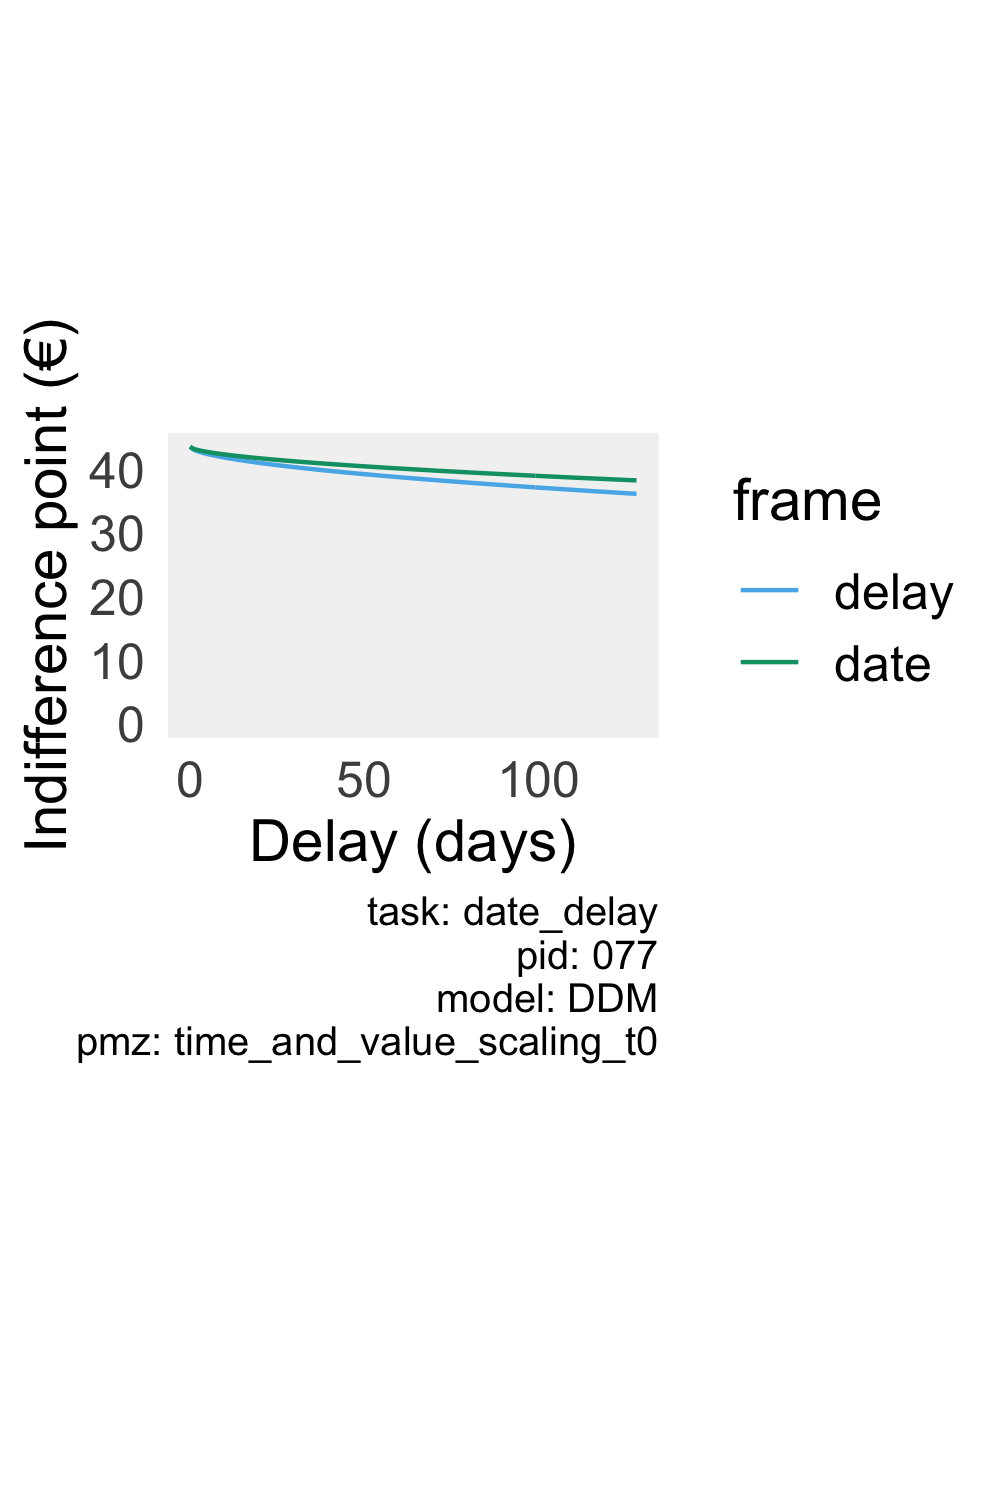 Indifference point (€)
40
30
20
10
0
0 50 100
Delay (days)
frame
delay
date
task: date_delay
pid: 077
model: DDM
pmz: time_and_value_scaling_t0